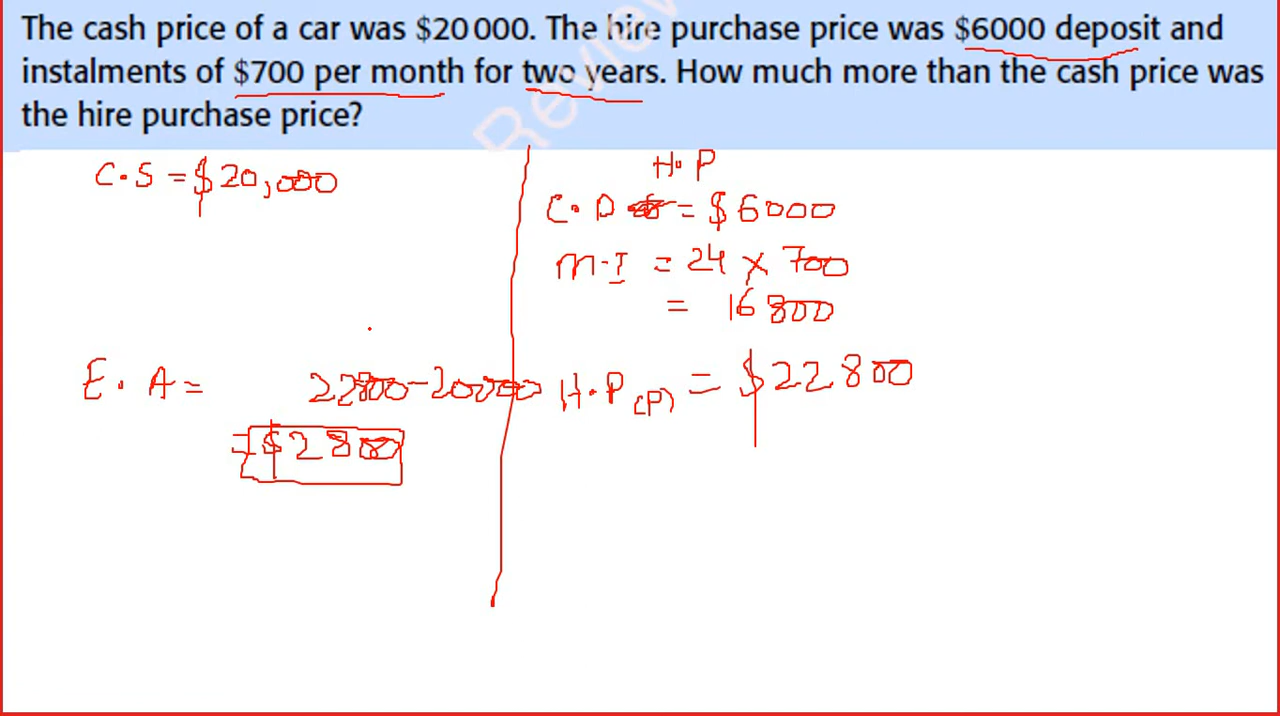 The cash price of a car was $20 000. The hire purchase price was $6000 deposit and
instalments of $700 per month for two years. How much more than the cash price was
the hire purchase price?
Review
C.S = $20,000
H.P
C.D = $6000
M.I = 24 x 700
= 16800
H.P (P) = $22800
E.A = 22800-20000
= $2800